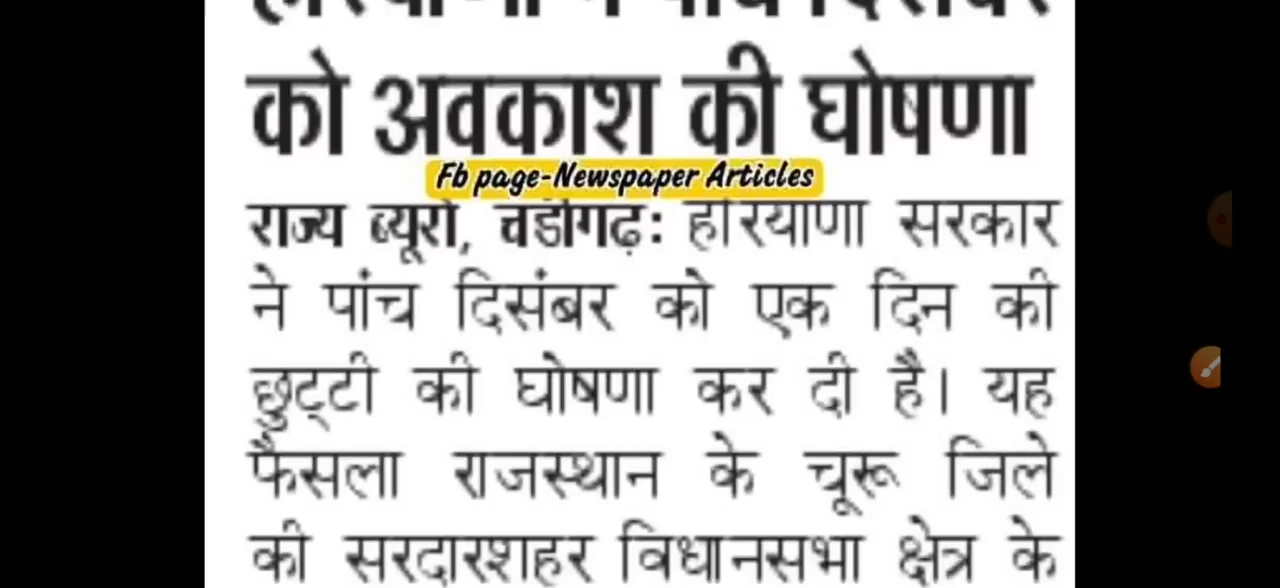 को अवकाश की घोषणा
Fb page-Newspaper Articles
राज्य ब्यूरो, चंडीगढ़ः हरियाणा सरकार
ने पांच दिसंबर को एक दिन की
छुट्टी की घोषणा कर दी है। यह
फैसला राजस्थान के चूरू जिले
की सरदारशहर विधानसभा क्षेत्र के